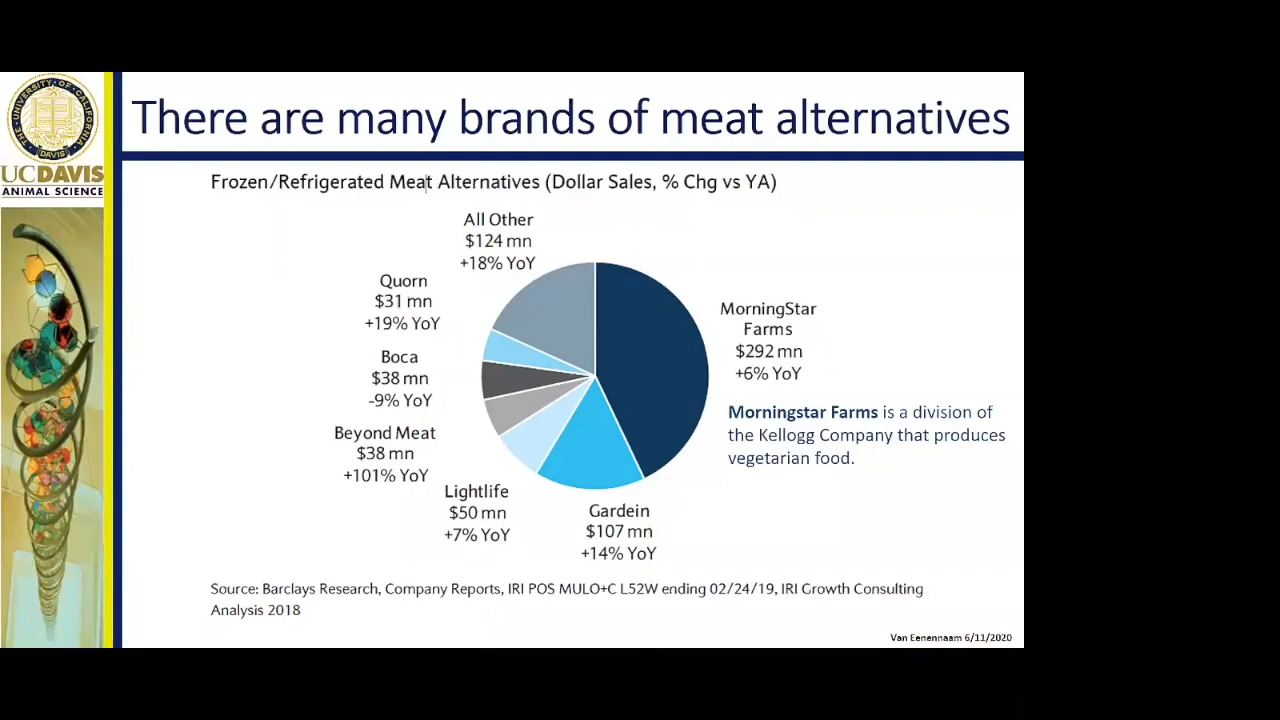 There are many brands of meat alternatives
THE UNIVERSITY OF CALIFORNIA
DAVIS
UCDAVIS
ANIMAL SCIENCE
Frozen/Refrigerated Meat Alternatives (Dollar Sales, % Chg vs YA)
All Other
$124 mn
+18% YoY
Quorn
$31 mn
+19% YoY
Boca
$38 mn
-9% YoY
Beyond Meat
$38 mn
+101% YoY
Lightlife
$50 mn
+7% YoY
Gardein
$107 mn
+14% YoY
MorningStar
Farms
$292 mn
+6% YoY
Morningstar Farms is a division of
the Kellogg Company that produces
vegetarian food.
Source: Barclays Research, Company Reports, IRI POS MULO+C L52W ending 02/24/19, IRI Growth Consulting
Analysis 2018
Van Eenennaam 6/11/2020